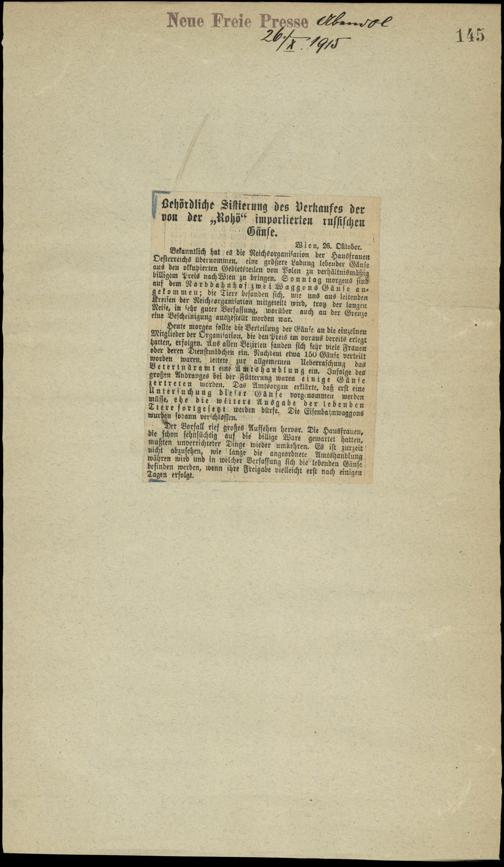 Neue Freie Presse Abendbl
26/X. 1915
145
Behördliche Sistierung des Verkaufes der
von der „Rohö“ importierten russischen
Gänse.
Wien, 26. Oktober.
Bekanntlich hat es die Reichsorganisation der Hausfrauen
Oesterreichs übernommen, eine größere Ladung lebender Gänse
aus den okkupierten Gebietsteilen von Polen zu verhältnismäßig
billigem Preis nach Wien zu bringen. Sonntag morgens sind
auf dem Nordbahnhof zwei Waggons Gänse an-
gekommen; die Tiere befanden sich, wie uns aus leitenden
Kreisen der Reichsorganisation mitgeteilt wird, trotz der langen
Reise, in sehr guter Verfassung, worüber auch an der Grenze
eine Bescheinigung ausgestellt worden war.
Heute morgen sollte die Verteilung der Gänse an die einzelnen
Mitglieder der Organisation, die den Preis im voraus bereits erlegt
hatten, erfolgen. Aus allen Bezirken fanden sich sehr viele Frauen
oder deren Dienstmädchen ein. Nachdem etwa 150 Gänse verteilt
worden waren, leitete zur allgemeinen Ueberraschung das
Veterinäramt eine Amtshandlung ein. Infolge des
großen Andranges bei der Fütterung waren einige Gänse
zertreten worden. Das Amtsorgan erklärte, daß erst eine
Untersuchung dieser Gänse vorgenommen werden
müsse, ehe die weitere Ausgabe der lebenden
Tiere fortgesetzt werden dürfe. Die Eisenbahnwaggons
wurden sodann verschlossen.
Der Vorfall rief großes Aufsehen hervor. Die Hausfrauen,
die schon sehnsüchtig auf die billige Ware gewartet hatten,
mußten unverrichteter Dinge wieder umkehren. Es ist zurzeit
nicht abzusehen, wie lange die angeordnete Amtshandlung
währen wird und in welcher Verfassung sich die lebenden Gänse
befinden werden, wenn ihre Freigabe vielleicht erst nach einigen
Tagen erfolgt.